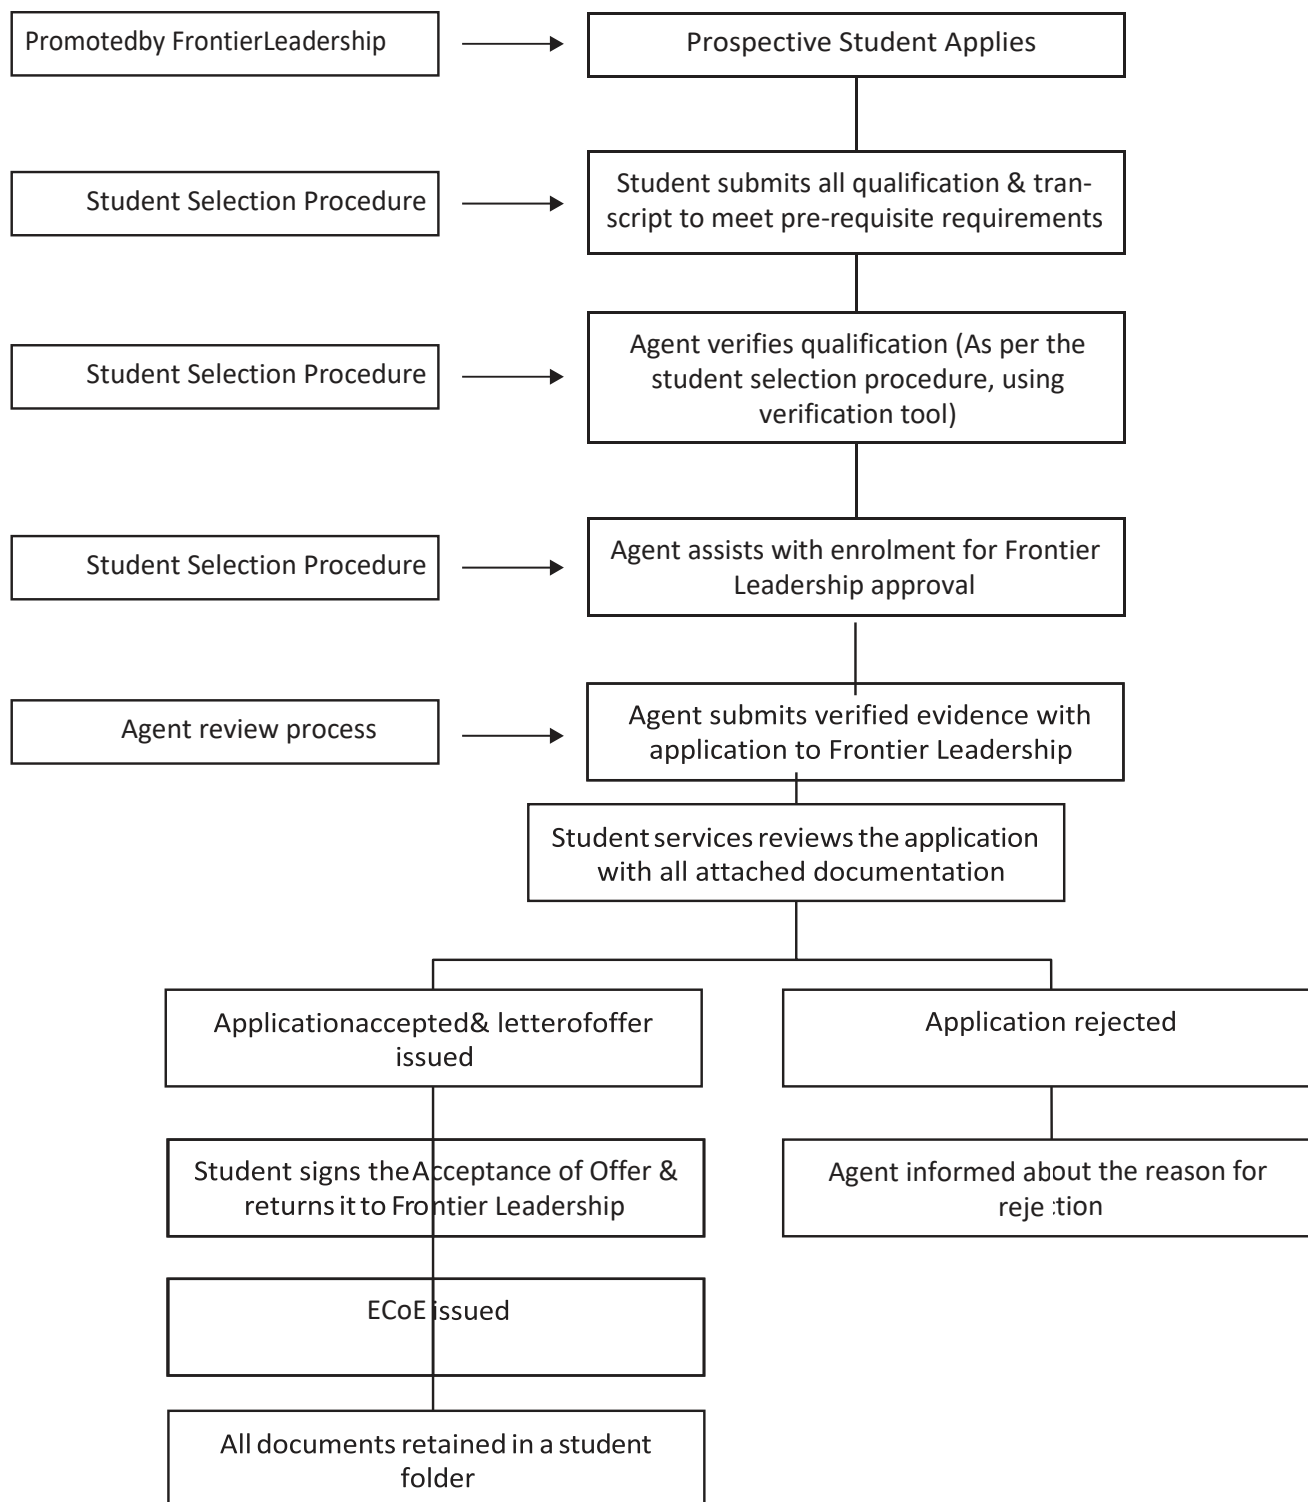 Promotedby FrontierLeadership
Prospective Student Applies
Student Selection Procedure
Student submits all qualification & tran-
script to meet pre-requisite requirements
Student Selection Procedure
Agent verifies qualification (As per the
student selection procedure, using
verification tool)
Student Selection Procedure
Agent assists with enrolment for Frontier
Leadership approval
Agent review process
Agent submits verified evidence with
application to Frontier Leadership
Student services reviews the application
with all attached documentation
Applicationaccepted& letterofoffer
issued
Application rejected
Student signs the Acceptance of Offer &
returns it to Frontier Leadership
Agent informed about the reason for
rejection
ECoE issued
All documents retained in a student
folder